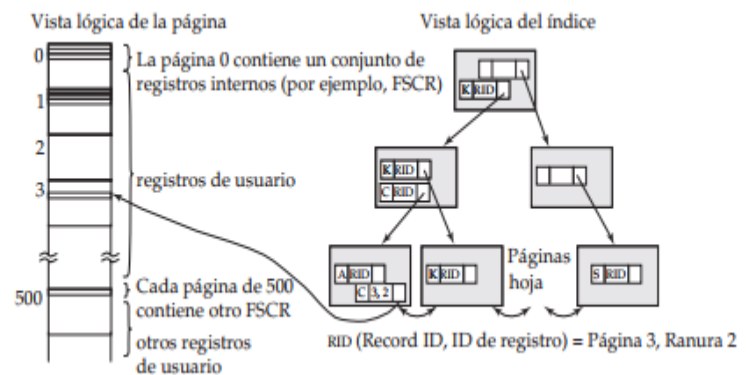 Vista lógica de la página
Vista lógica del índice
0
La página 0 contiene un conjunto de
registros internos (por ejemplo, FSCR)
1
2
3
registros de usuario
500
Cada página de 500
contiene otro FSCR
otros registros
de usuario
K RID
K RID
C RID
A RID
C 3, 2
K RID
Páginas
hoja
S RID
RID (Record ID, ID de registro) = Página 3, Ranura 2